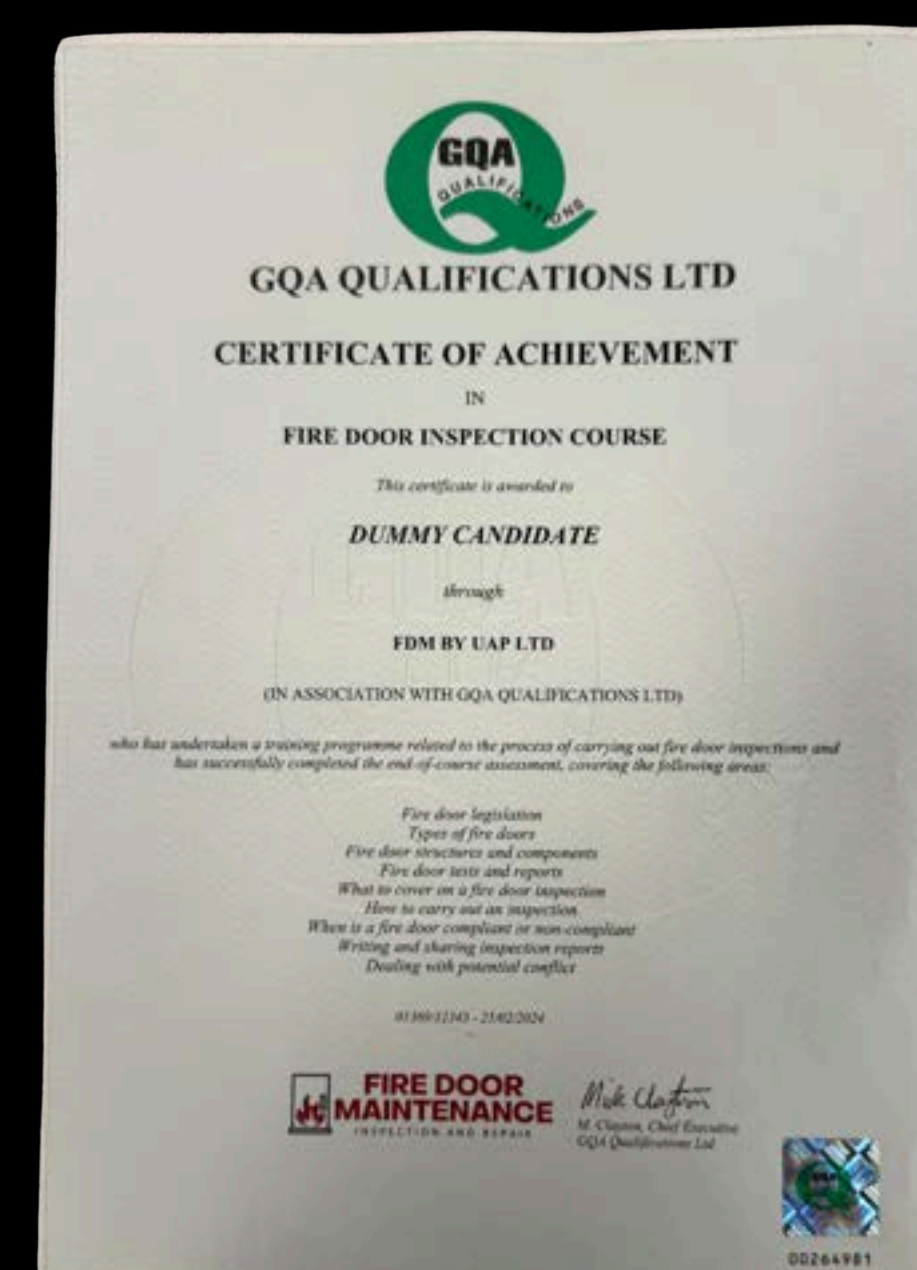 GQA
QUALIFICATIONS
GQA QUALIFICATIONS LTD
CERTIFICATE OF ACHIEVEMENT
IN
FIRE DOOR INSPECTION COURSE
This certificate is awarded to
DUMMY CANDIDATE
through
FDM BY UAP LTD
(IN ASSOCIATION WITH GQA QUALIFICATIONS LTD)
who has undertaken a training programme related to the process of carrying out fire door inspections and
has successfully completed the end-of-course assessment, covering the following areas:
Fire door legislation
Types of fire doors
Fire door structures and components
Fire door tests and reports
What to cover on a fire door inspection
How to carry out an inspection
When is a fire door compliant or non-compliant
Writing and sharing inspection reports
Dealing with potential conflict
FIRE DOOR
MAINTENANCE
INSPECTION AND REPAIR
Mick Clayton
M. Clayton, Chief Executive
GQA Qualifications Ltd
00264981